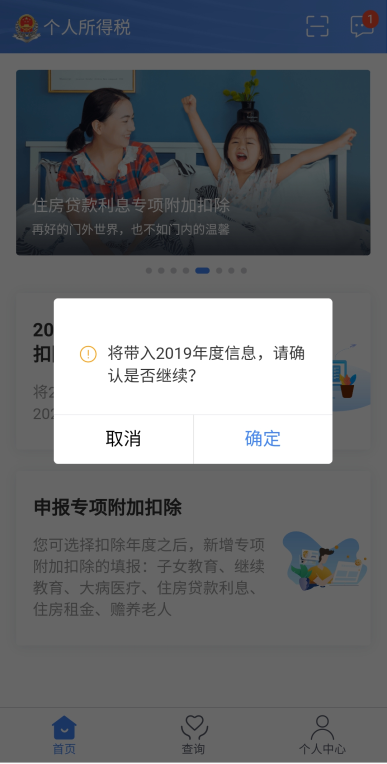 个人所得税
1
住房贷款利息专项附加扣除
再好的门外世界，也不如门内的温馨
20
扣
将2
202
将带入2019年度信息，请确
认是否继续？
取消
确定
申报专项附加扣除
您可选择扣除年度之后，新增专项
附加扣除的填报：子女教育、继续
教育、大病医疗、住房贷款利息、
住房租金、赡养老人
首页
查询
个人中心